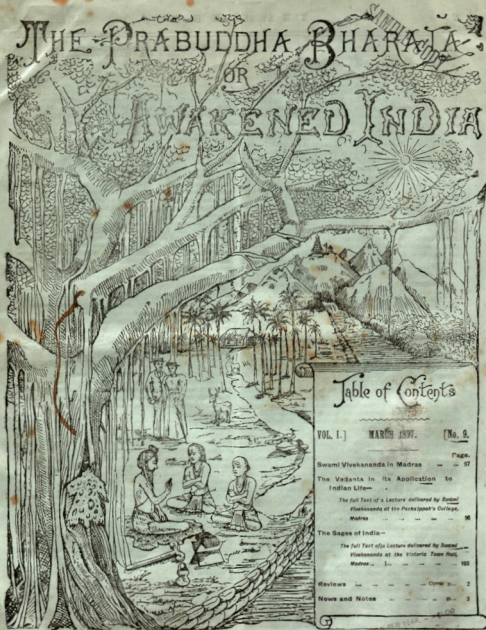 THE PRABUDDHA BHARATA
OR
AWAKENED INDIA
Table of Contents
VOL. I.] MARCH 1897. [No. 9.
Page.
Swami Vivekananda in Madras 97
The Vedanta in its Application to
Indian Life—
The full Text of a Lecture delivered by Swami
Vivekananda at the Pachaippah's College,
Madras 98
The Sages of India—
The full Text of a Lecture delivered by Swami
Vivekananda at the Victoria Town Hall,
Madras 103
Reviews 2
News and Notes 3